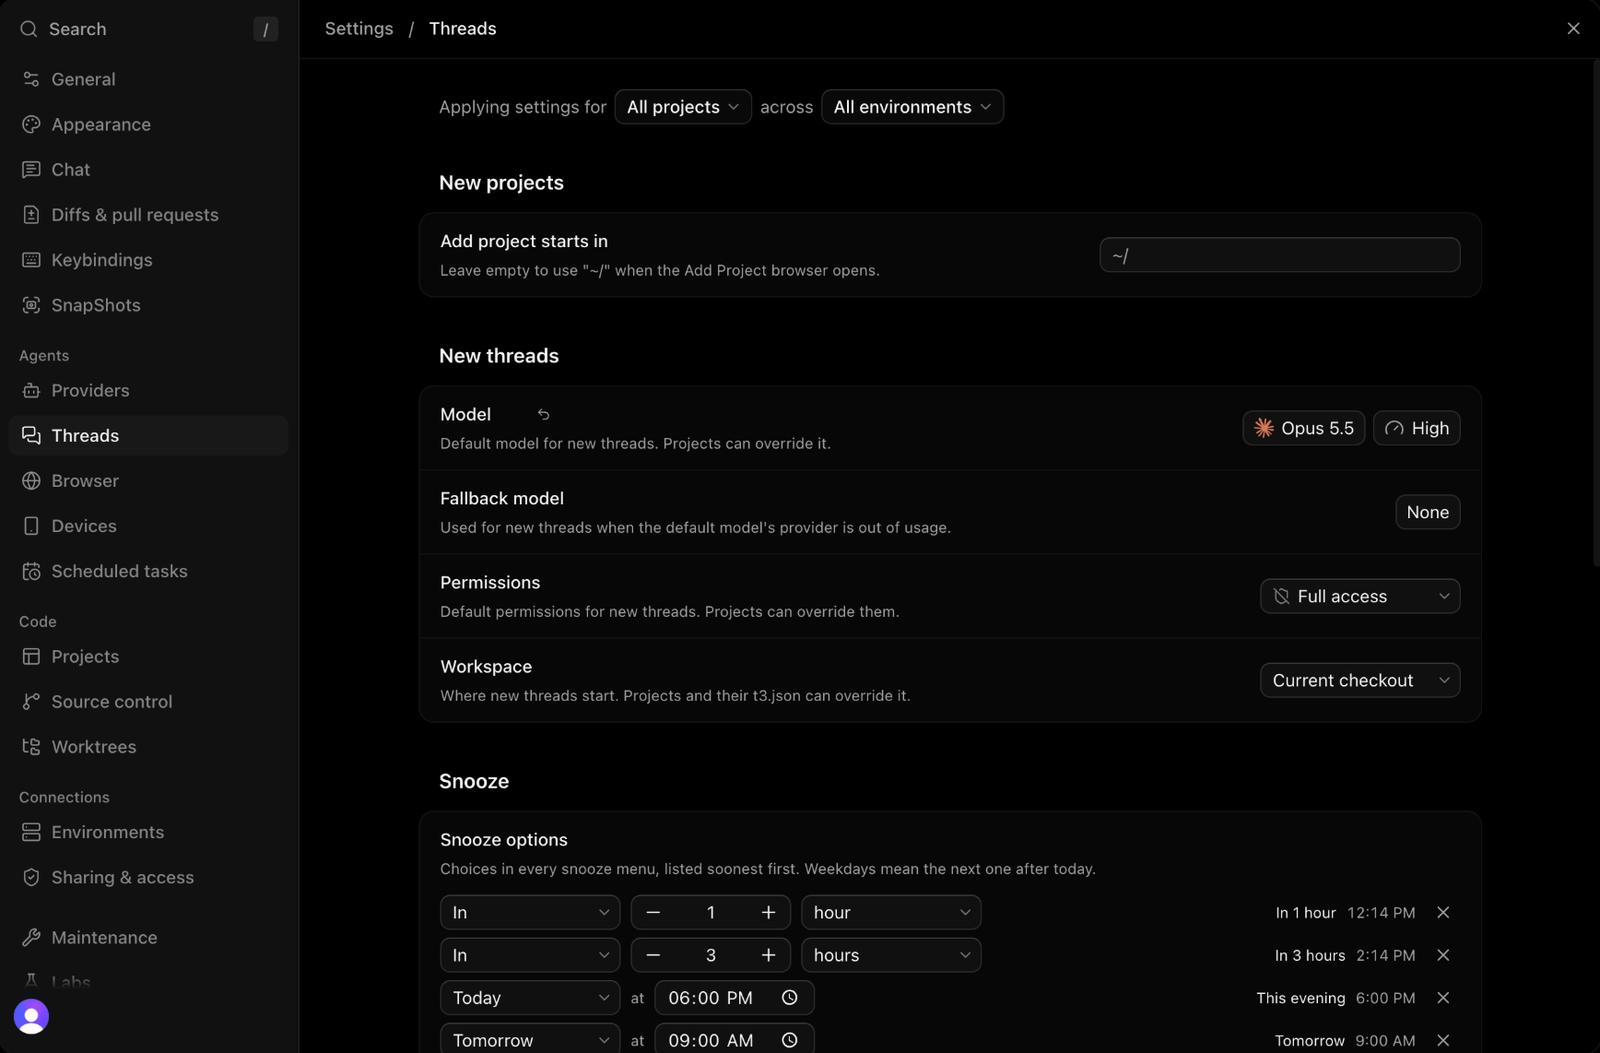 Search /
General
Appearance
Chat
Diffs & pull requests
Keybindings
SnapShots
Agents
Providers
Threads
Browser
Devices
Scheduled tasks
Code
Projects
Source control
Worktrees
Connections
Environments
Sharing & access
Maintenance
Labs
Settings / Threads
Applying settings for All projects across All environments
New projects
Add project starts in
Leave empty to use "~/" when the Add Project browser opens.
~/
New threads
Model
Default model for new threads. Projects can override it.
Opus 5.5 High
Fallback model
Used for new threads when the default model's provider is out of usage.
None
Permissions
Default permissions for new threads. Projects can override them.
Full access
Workspace
Where new threads start. Projects and their t3.json can override it.
Current checkout
Snooze
Snooze options
Choices in every snooze menu, listed soonest first. Weekdays mean the next one after today.
In 1 hour In 1 hour 12:14 PM
In 3 hours In 3 hours 2:14 PM
Today at 06:00 PM This evening 6:00 PM
Tomorrow at 09:00 AM Tomorrow 9:00 AM